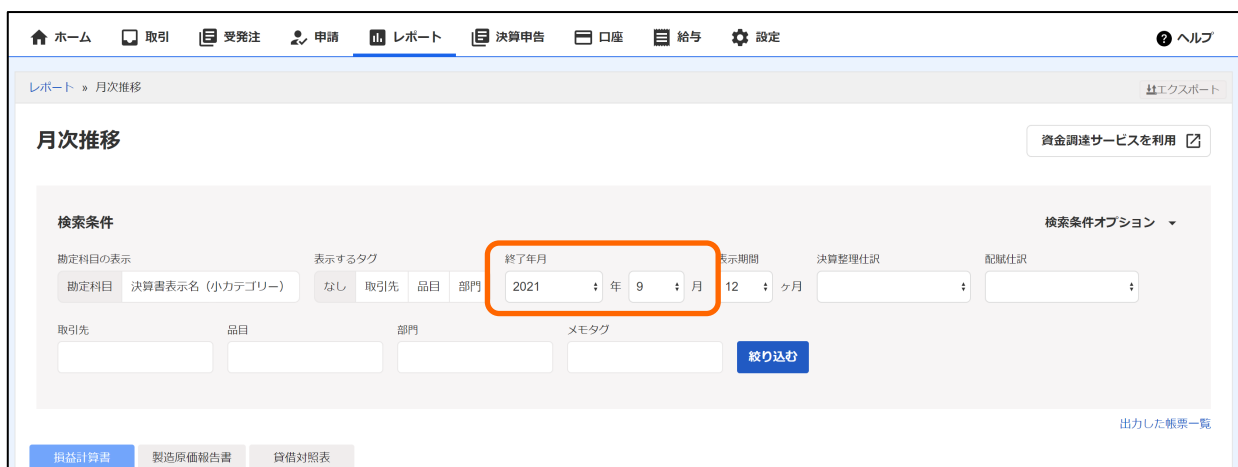 ホーム 取引 受発注 申請 レポート 決算申告 口座 給与 設定 ヘルプ
レポート » 月次推移 エクスポート
月次推移 資金調達サービスを利用
検索条件 検索条件オプション
勘定科目の表示 表示するタグ 終了年月 表示期間 決算整理仕訳 配賦仕訳
勘定科目 決算書表示名（小カテゴリー） なし 取引先 品目 部門 2021 年 9 月 12 ヶ月
取引先 品目 部門 メモタグ
絞り込む
出力した帳票一覧
損益計算書 製造原価報告書 貸借対照表